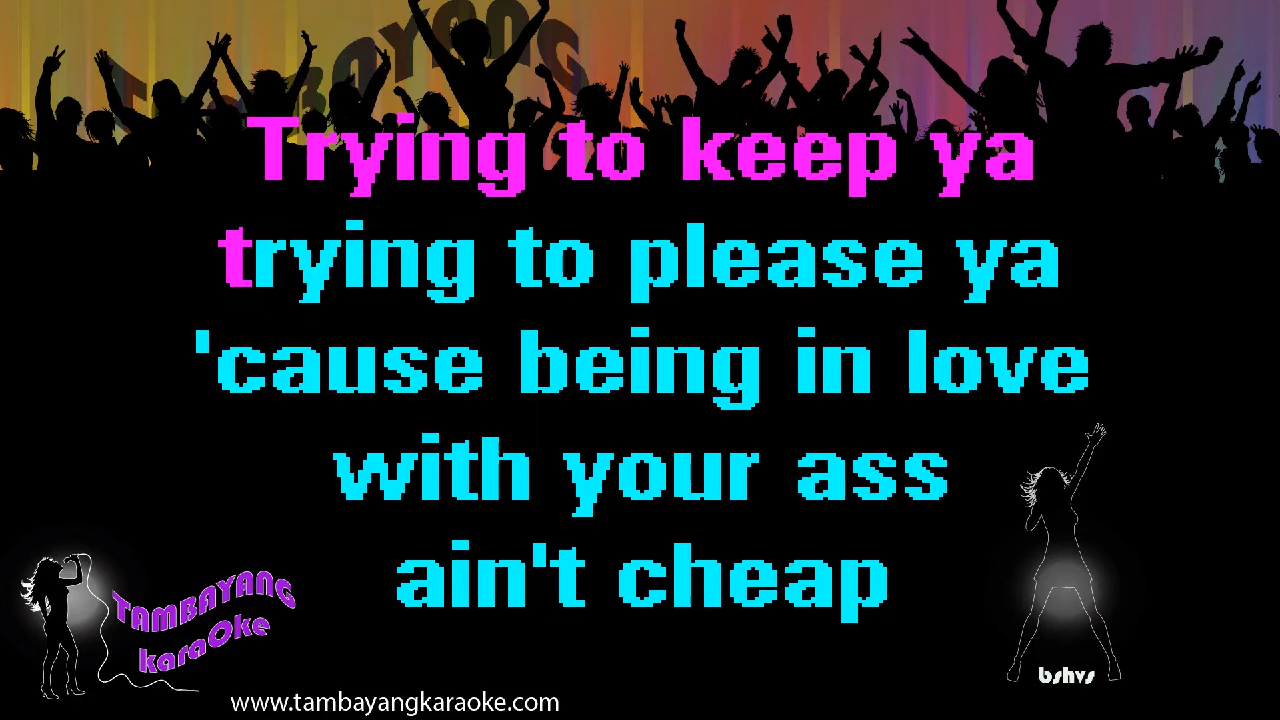 TAMBAYANG
Trying to keep ya
trying to please ya
'cause being in love
with your ass
ain't cheap
TAMBAYANG
karaOke
bshvs
www.tambayangkaraoke.com